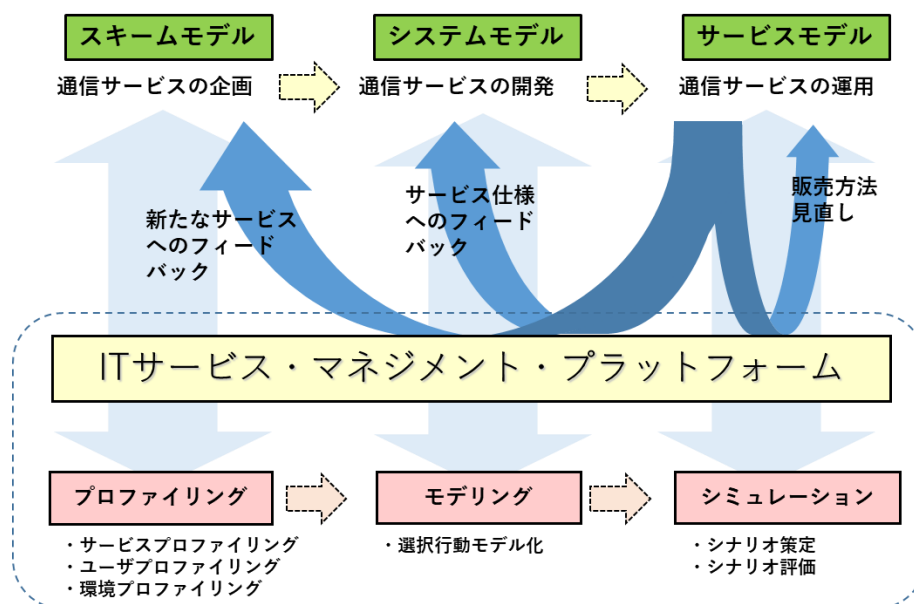 スキームモデル
システムモデル
サービスモデル
通信サービスの企画
通信サービスの開発
通信サービスの運用
新たなサービス
へのフィード
バック
サービス仕様
へのフィード
バック
販売方法
見直し
ITサービス・マネジメント・プラットフォーム
プロファイリング
モデリング
シミュレーション
・サービスプロファイリング
・ユーザプロファイリング
・環境プロファイリング
・選択行動モデル化
・シナリオ策定
・シナリオ評価